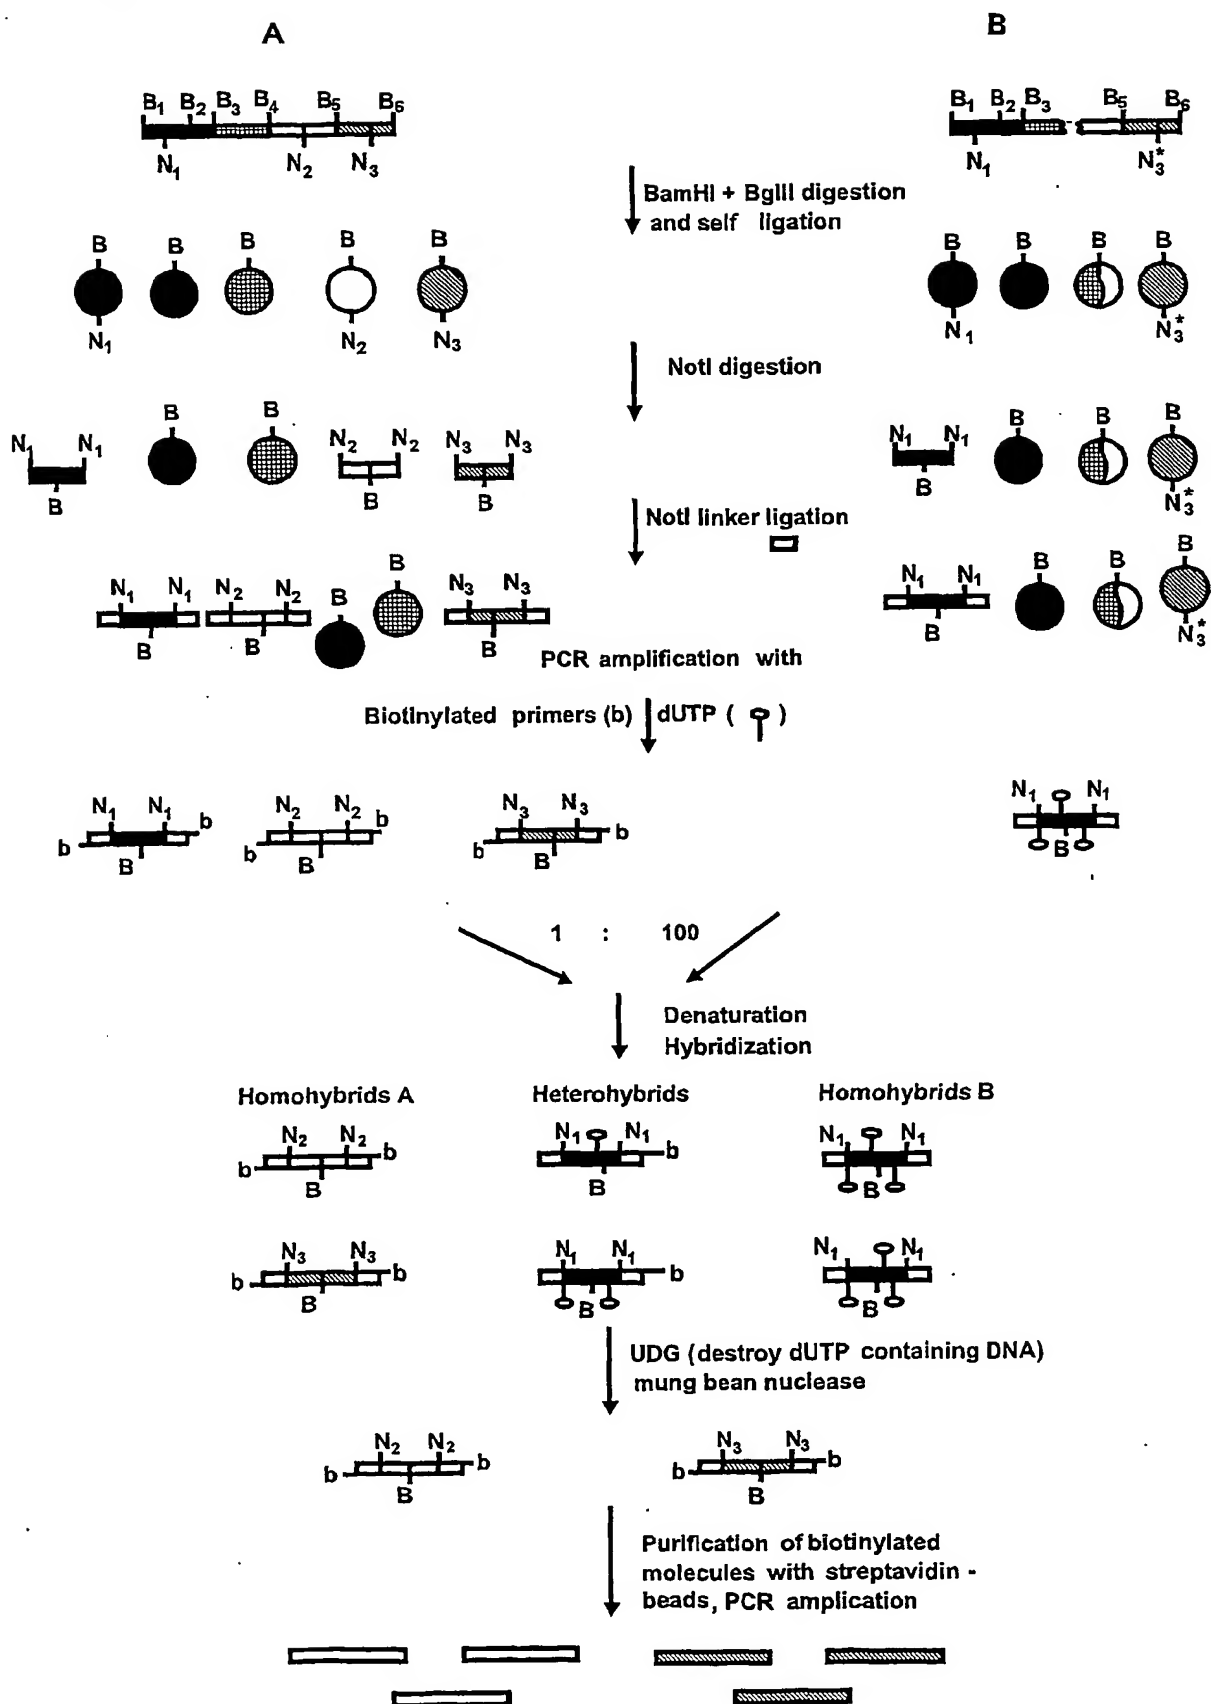 A B
B1 B2 B3 B4 B5 B6 B1 B2 B3 B5 B6
N1 N2 N3 N1 N3*
BamHI + BglII digestion
and self ligation
B B B B B B B B B
N1 N2 N3 N1 N3*
NotI digestion
N1 N1 B B N2 N2 N3 N3 N1 N1 B B B
B B B B N3*
NotI linker ligation
N1 N1 N2 N2 B B N3 N3 N1 N1 B B B
B B B B N3*
PCR amplification with
Biotinylated primers (b) dUTP ( )
N1 N1 N2 N2 N3 N3 N1 N1
b b b b b b
B B B B
1 : 100
Denaturation
Hybridization
Homohybrids A Heterohybrids Homohybrids B
N2 N2 N1 N1 N1 N1
b b b
B B B
N3 N3 N1 N1 N1 N1
b b b
B B B
UDG (destroy dUTP containing DNA)
mung bean nuclease
N2 N2 N3 N3
b b b b
B B
Purification of biotinylated
molecules with streptavidin -
beads, PCR amplication